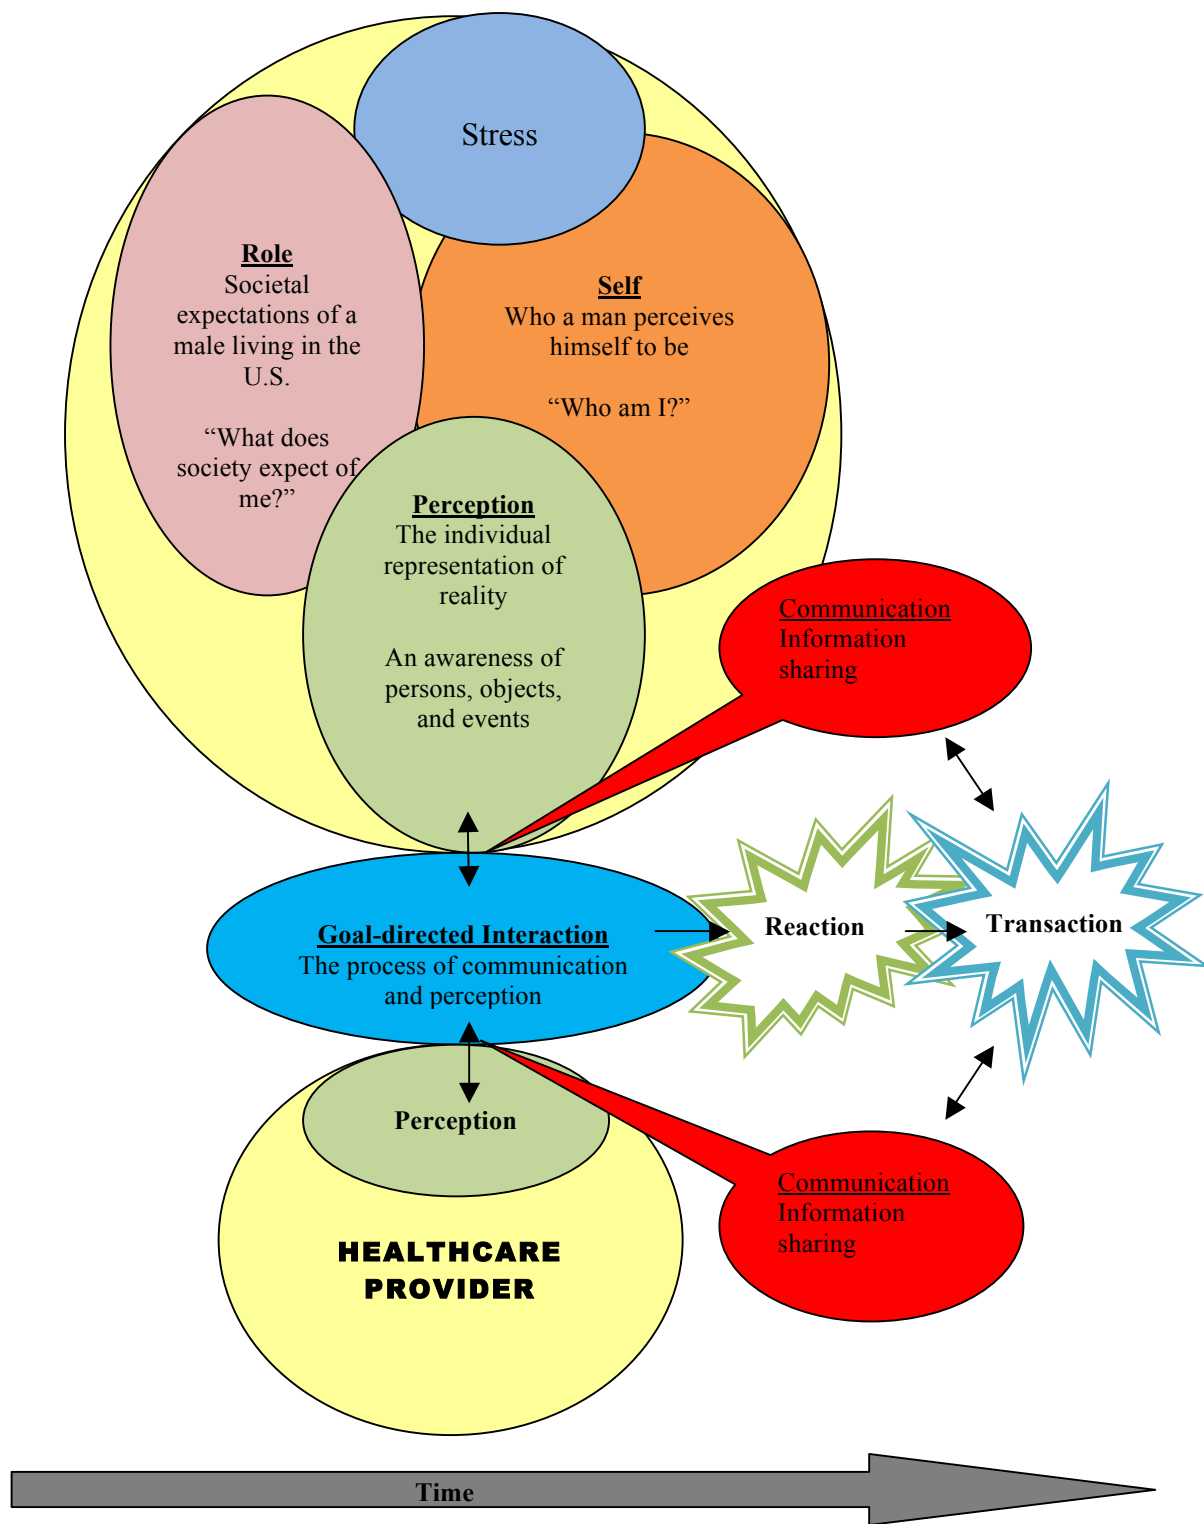 Stress
Role
Societal
expectations of a
male living in the
U.S.
“What does
society expect of
me?”
Self
Who a man perceives
himself to be
“Who am I?”
Perception
The individual
representation of
reality
An awareness of
persons, objects,
and events
Communication
Information
sharing
Goal-directed Interaction
The process of communication
and perception
Reaction
Transaction
Perception
HEALTHCARE
PROVIDER
Communication
Information
sharing
Time